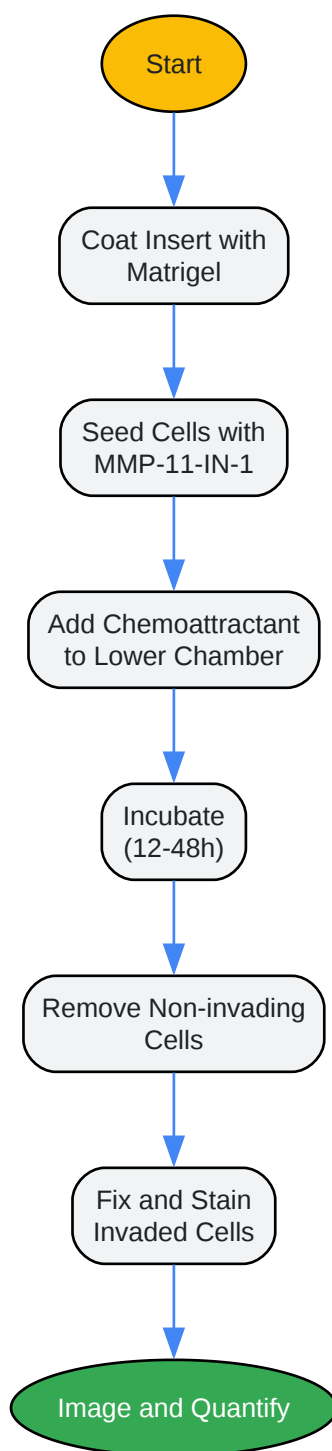 Start
Coat Insert with
Matrigel
Seed Cells with
MMP-11-IN-1
Add Chemoattractant
to Lower Chamber
Incubate
(12-48h)
Remove Non-invading
Cells
Fix and Stain
Invaded Cells
Image and Quantify